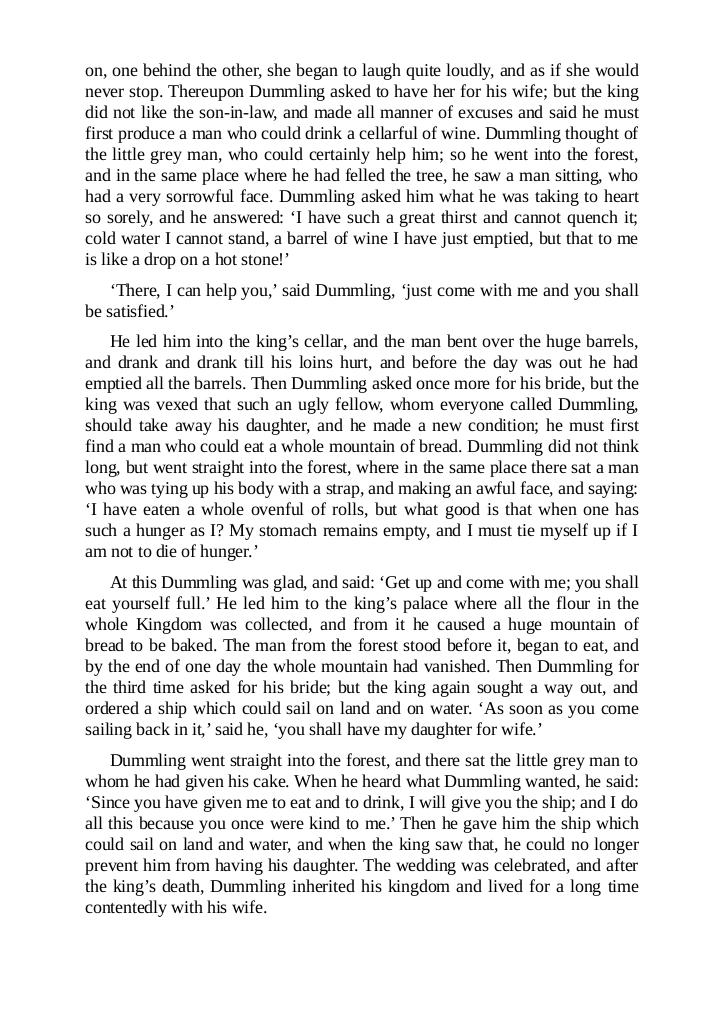 on, one behind the other, she began to laugh quite loudly, and as if she would
never stop. Thereupon Dummling asked to have her for his wife; but the king
did not like the son-in-law, and made all manner of excuses and said he must
first produce a man who could drink a cellarful of wine. Dummling thought of
the little grey man, who could certainly help him; so he went into the forest,
and in the same place where he had felled the tree, he saw a man sitting, who
had a very sorrowful face. Dummling asked him what he was taking to heart
so sorely, and he answered: ‘I have such a great thirst and cannot quench it;
cold water I cannot stand, a barrel of wine I have just emptied, but that to me
is like a drop on a hot stone!’
‘There, I can help you,’ said Dummling, ‘just come with me and you shall
be satisfied.’
He led him into the king’s cellar, and the man bent over the huge barrels,
and drank and drank till his loins hurt, and before the day was out he had
emptied all the barrels. Then Dummling asked once more for his bride, but the
king was vexed that such an ugly fellow, whom everyone called Dummling,
should take away his daughter, and he made a new condition; he must first
find a man who could eat a whole mountain of bread. Dummling did not think
long, but went straight into the forest, where in the same place there sat a man
who was tying up his body with a strap, and making an awful face, and saying:
‘I have eaten a whole ovenful of rolls, but what good is that when one has
such a hunger as I? My stomach remains empty, and I must tie myself up if I
am not to die of hunger.’
At this Dummling was glad, and said: ‘Get up and come with me; you shall
eat yourself full.’ He led him to the king’s palace where all the flour in the
whole Kingdom was collected, and from it he caused a huge mountain of
bread to be baked. The man from the forest stood before it, began to eat, and
by the end of one day the whole mountain had vanished. Then Dummling for
the third time asked for his bride; but the king again sought a way out, and
ordered a ship which could sail on land and on water. ‘As soon as you come
sailing back in it,’ said he, ‘you shall have my daughter for wife.’
Dummling went straight into the forest, and there sat the little grey man to
whom he had given his cake. When he heard what Dummling wanted, he said:
‘Since you have given me to eat and to drink, I will give you the ship; and I do
all this because you once were kind to me.’ Then he gave him the ship which
could sail on land and water, and when the king saw that, he could no longer
prevent him from having his daughter. The wedding was celebrated, and after
the king’s death, Dummling inherited his kingdom and lived for a long time
contentedly with his wife.